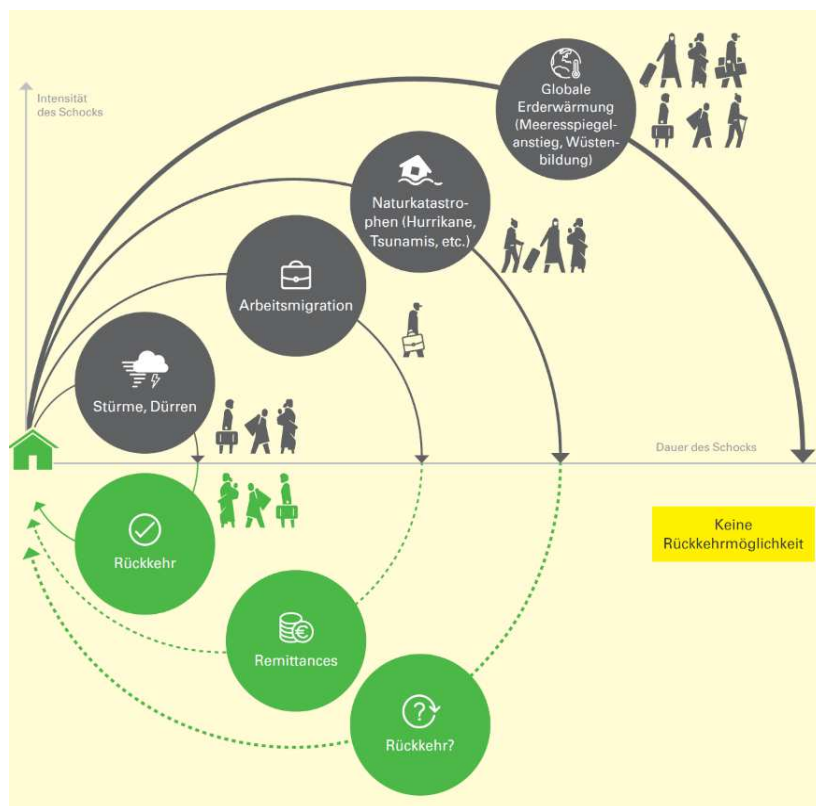 Intensität
des Schocks
Globale
Erderwärmung
(Meeresspiegel-
anstieg, Wüsten-
bildung)
Naturkatastro-
phen (Hurrikane,
Tsunamis, etc.)
Arbeitsmigration
Stürme, Dürren
Dauer des Schocks
Rückkehr
Keine
Rückkehrmöglichkeit
Remittances
Rückkehr?